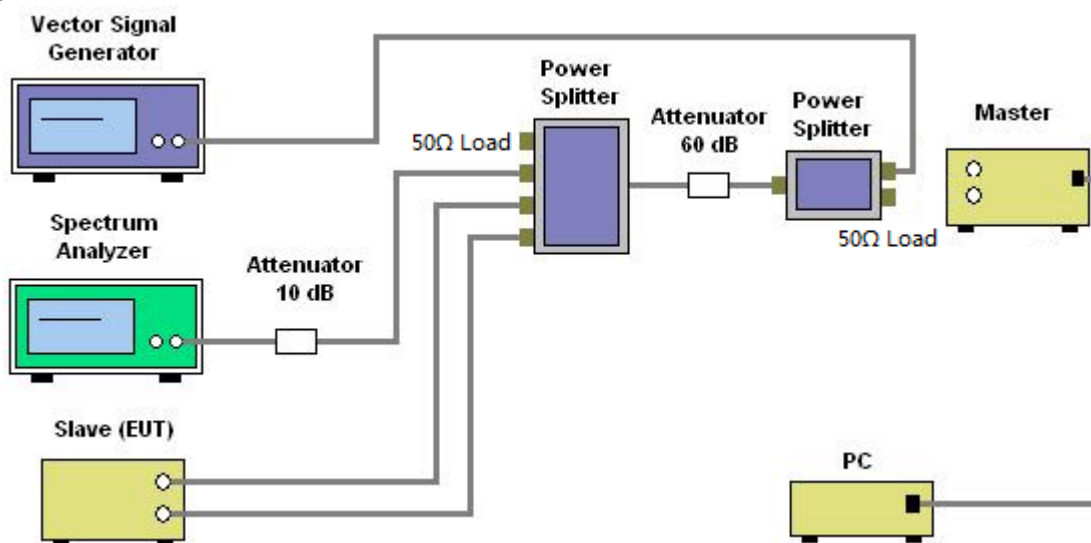 Vector Signal
Generator
Power
Splitter
Attenuator
60 dB
Power
Splitter
Master
50Ω Load
50Ω Load
Spectrum
Analyzer
Attenuator
10 dB
Slave (EUT)
PC